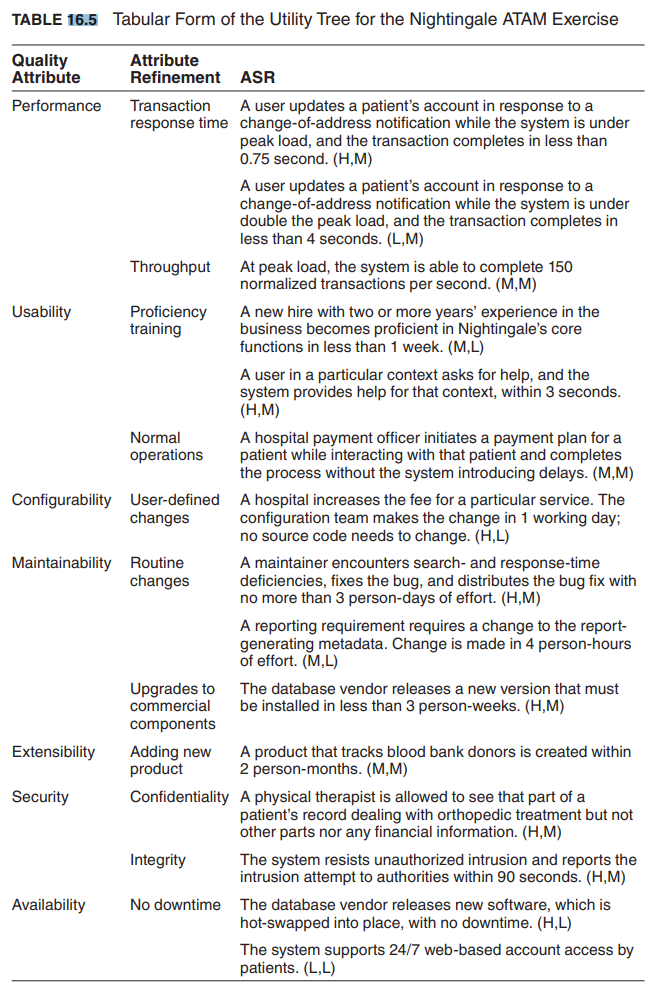 TABLE 16.5 Tabular Form of the Utility Tree for the Nightingale ATAM Exercise
Quality Attribute
Attribute Refinement
ASR
Performance
Transaction
response time
A user updates a patient's account in response to a
change-of-address notification while the system is under
peak load, and the transaction completes in less than
0.75 second. (H,M)
A user updates a patient's account in response to a
change-of-address notification while the system is under
double the peak load, and the transaction completes in
less than 4 seconds. (L,M)
Throughput
At peak load, the system is able to complete 150
normalized transactions per second. (M,M)
Usability
Proficiency
training
A new hire with two or more years' experience in the
business becomes proficient in Nightingale's core
functions in less than 1 week. (M,L)
A user in a particular context asks for help, and the
system provides help for that context, within 3 seconds.
(H,M)
Normal
operations
A hospital payment officer initiates a payment plan for a
patient while interacting with that patient and completes
the process without the system introducing delays. (M,M)
Configurability
User-defined
changes
A hospital increases the fee for a particular service. The
configuration team makes the change in 1 working day;
no source code needs to change. (H,L)
Maintainability
Routine
changes
A maintainer encounters search- and response-time
deficiencies, fixes the bug, and distributes the bug fix with
no more than 3 person-days of effort. (H,M)
A reporting requirement requires a change to the report-
generating metadata. Change is made in 4 person-hours
of effort. (M,L)
Upgrades to
commercial
components
The database vendor releases a new version that must
be installed in less than 3 person-weeks. (H,M)
Extensibility
Adding new
product
A product that tracks blood bank donors is created within
2 person-months. (M,M)
Security
Confidentiality
A physical therapist is allowed to see that part of a
patient's record dealing with orthopedic treatment but not
other parts nor any financial information. (H,M)
Integrity
The system resists unauthorized intrusion and reports the
intrusion attempt to authorities within 90 seconds. (H,M)
Availability
No downtime
The database vendor releases new software, which is
hot-swapped into place, with no downtime. (H,L)
The system supports 24/7 web-based account access by
patients. (L,L)